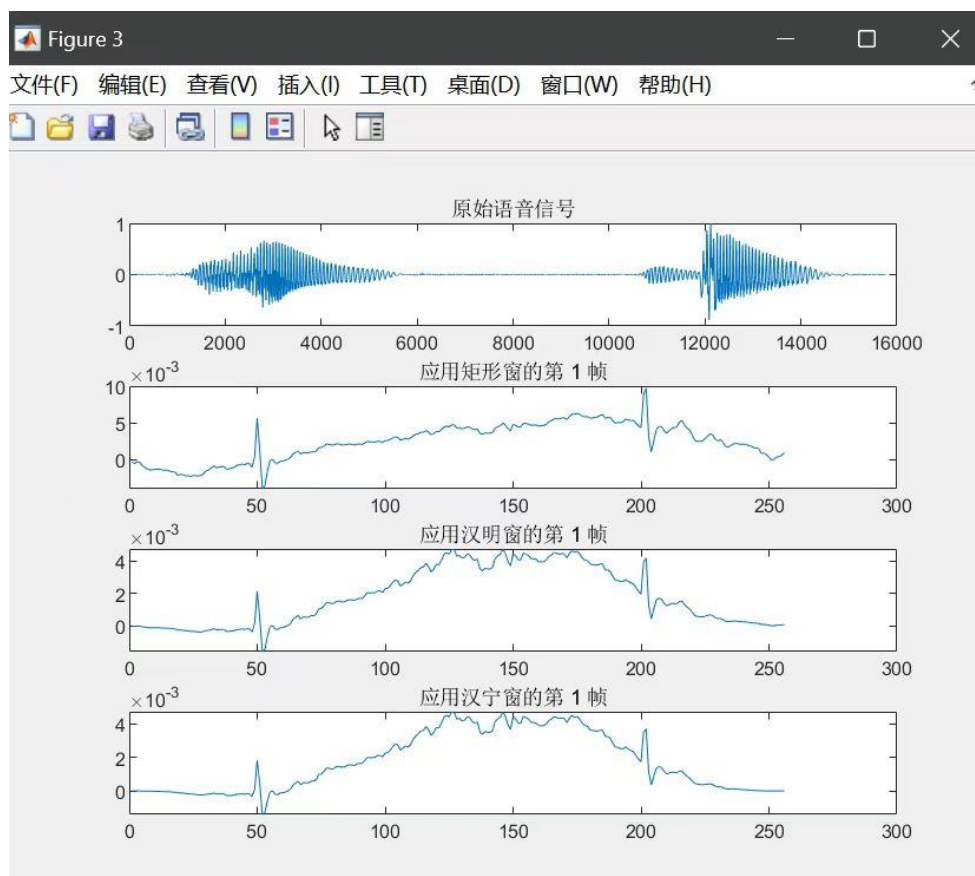 Figure 3
文件(F) 编辑(E) 查看(V) 插入(I) 工具(T) 桌面(D) 窗口(W) 帮助(H)
原始语音信号
1
0
-1
0 2000 4000 6000 8000 10000 12000 14000 16000
×10⁻³ 应用矩形窗的第 1 帧
10
5
0
0 50 100 150 200 250 300
×10⁻³ 应用汉明窗的第 1 帧
4
2
0
0 50 100 150 200 250 300
×10⁻³ 应用汉宁窗的第 1 帧
4
2
0
0 50 100 150 200 250 300